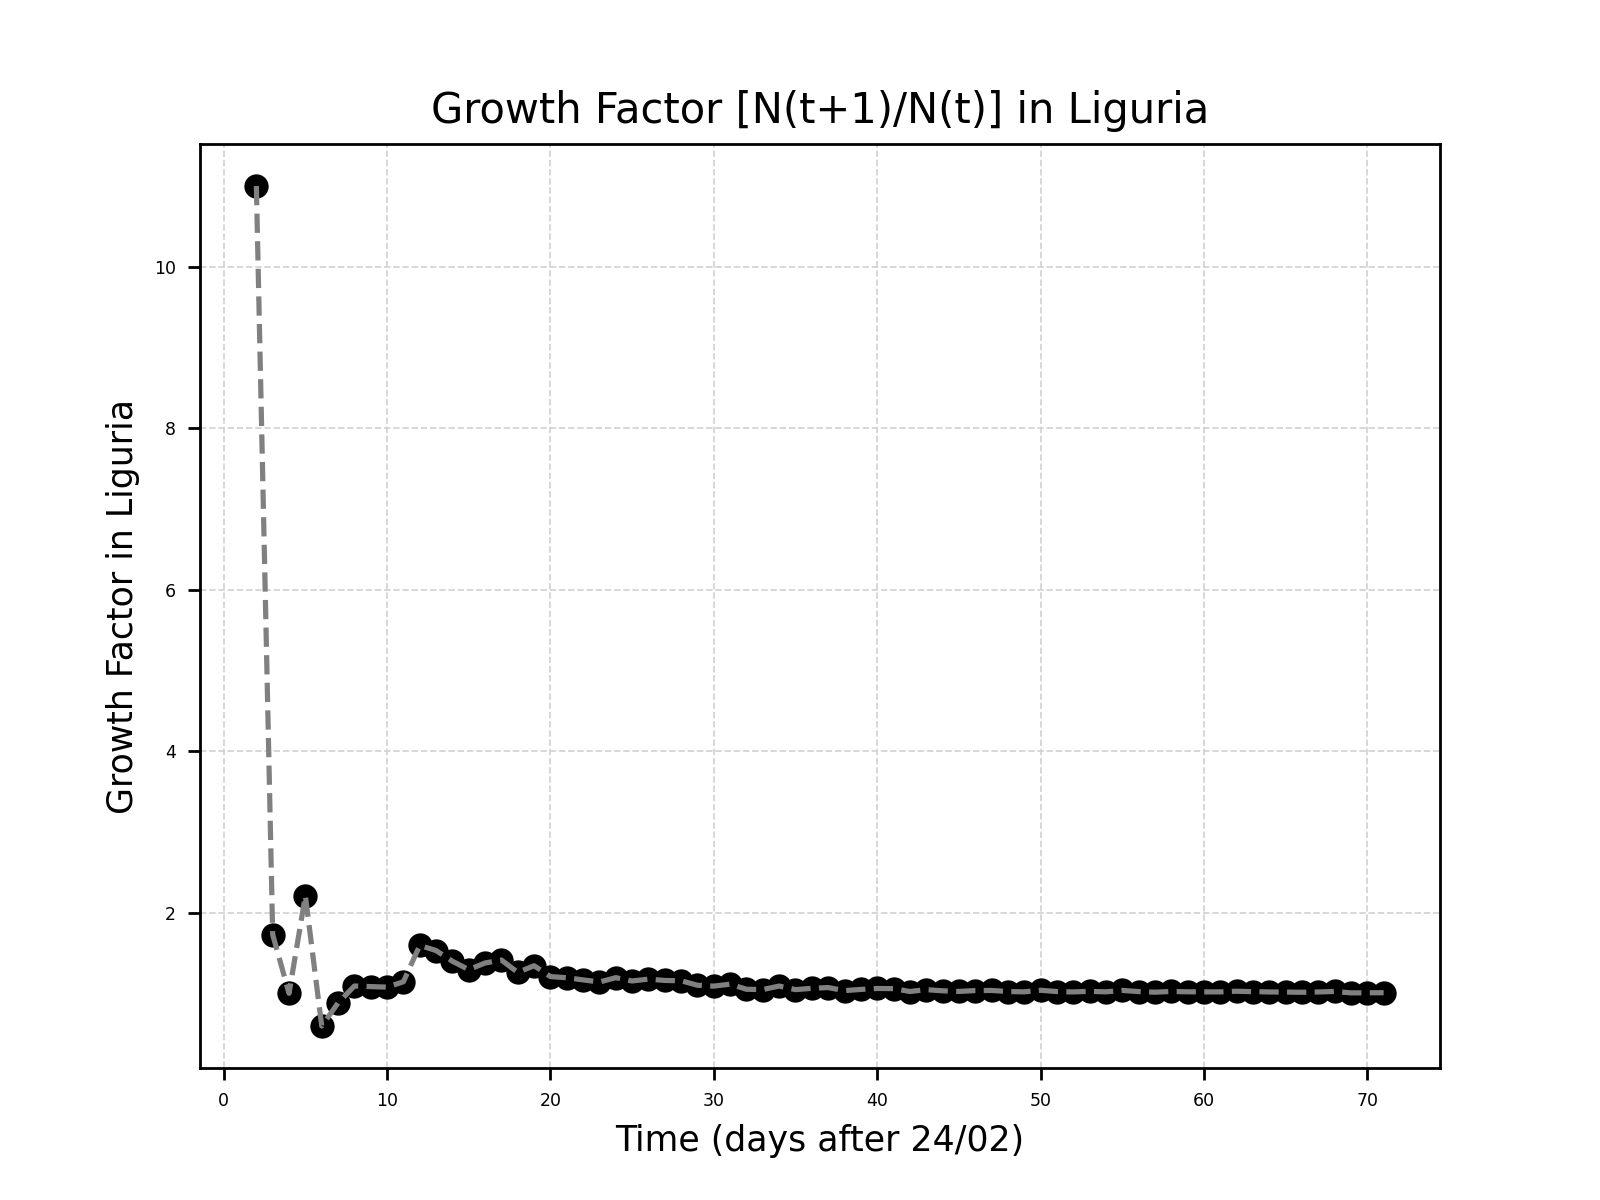 Growth Factor [N(t+1)/N(t)] in Liguria
Growth Factor in Liguria
10
8
6
4
2
0 10 20 30 40 50 60 70
Time (days after 24/02)